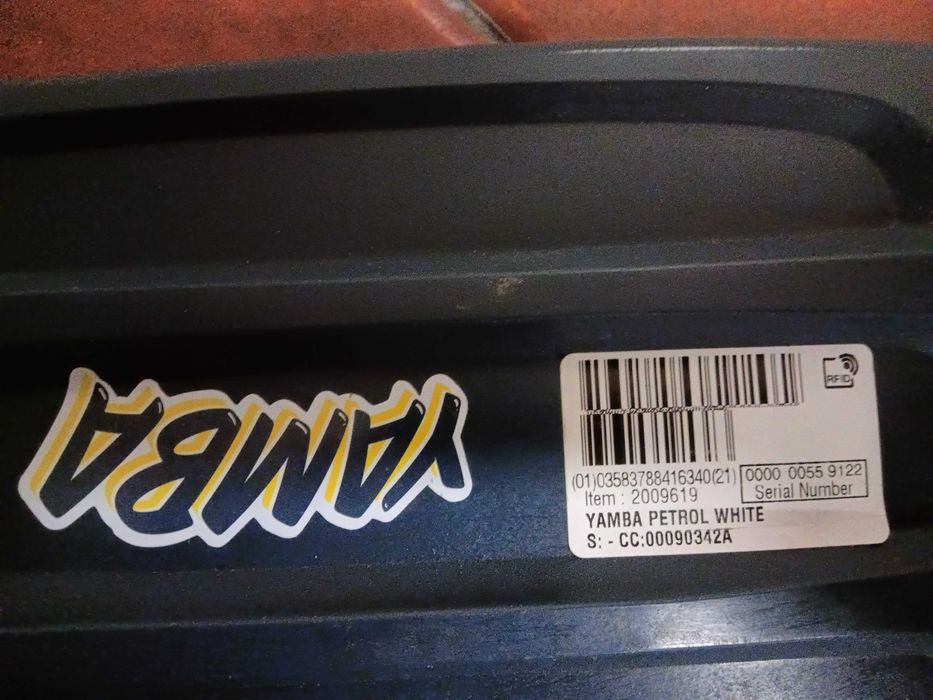 YAMBA
RFID
(01)03583788416340(21)
0000 0055 9122
Serial Number
Item : 2009619
YAMBA PETROL WHITE
S: - CC:00090342A